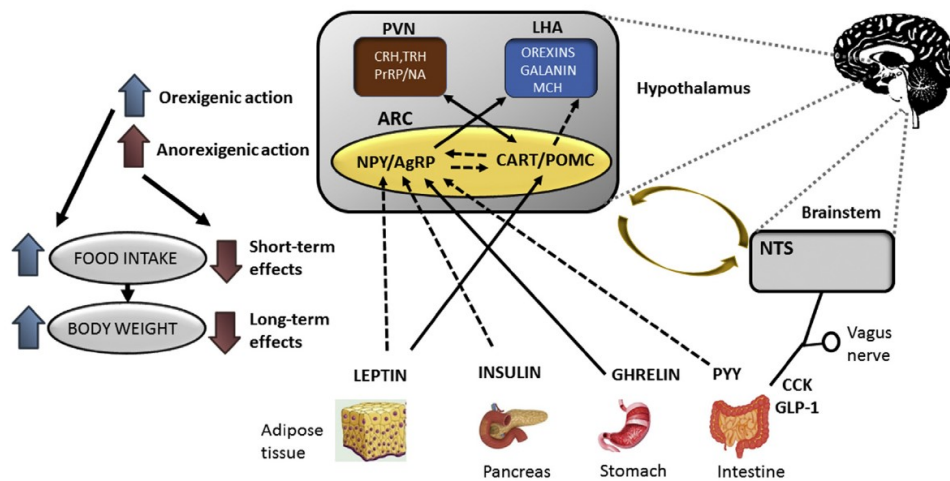 PVN
LHA
CRH,TRH
PrRP/NA
OREXINS
GALANIN
MCH
Hypothalamus
ARC
NPY/AgRP
CART/POMC
Orexigenic action
Anorexigenic action
FOOD INTAKE
Short-term
effects
BODY WEIGHT
Long-term
effects
Brainstem
NTS
Vagus
nerve
CCK
GLP-1
LEPTIN
INSULIN
GHRELIN
PYY
Adipose
tissue
Pancreas
Stomach
Intestine